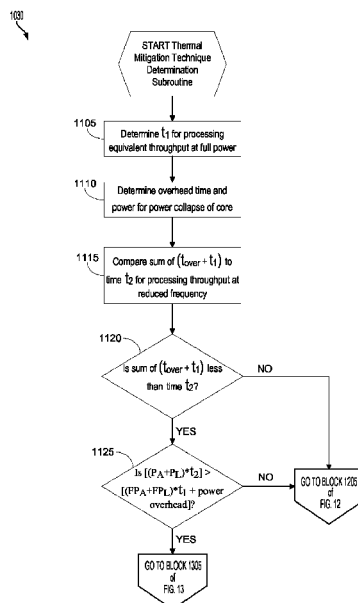 1030
START Thermal
Mitigation Technique
Determination
Subroutine
1105
Determine t1 for processing
equivalent throughput at full power
1110
Determine overhead time and
power for power collapse of core
1115
Compare sum of (tover + t1) to
time t2 for processing throughput at
reduced frequency
1120
Is sum of (tover + t1) less
than time t2?
NO
YES
1125
Is [(PA+PL)*t2] >
[(FPA+FPL)*t1 + power
overhead]?
NO
GO TO BLOCK 1205
of
FIG. 12
YES
GO TO BLOCK 1305
of
FIG. 13